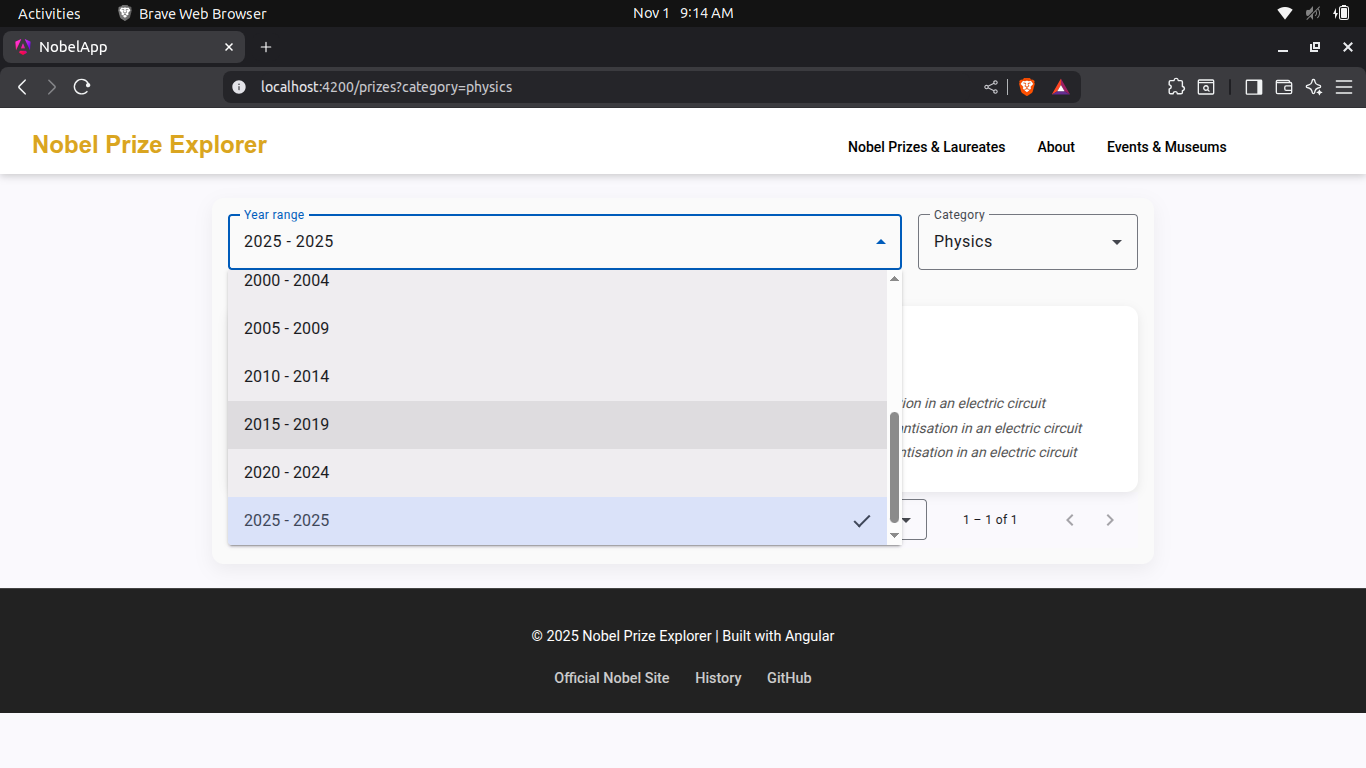 Activities
Brave Web Browser
Nov 1 9:14 AM
NobelApp
localhost:4200/prizes?category=physics
Nobel Prize Explorer
Nobel Prizes & Laureates
About
Events & Museums
Year range
2025 - 2025
Category
Physics
2000 - 2004
2005 - 2009
2010 - 2014
2015 - 2019
2020 - 2024
2025 - 2025
in an electric circuit
in an electric circuit
in an electric circuit
1 – 1 of 1
© 2025 Nobel Prize Explorer | Built with Angular
Official Nobel Site
History
GitHub